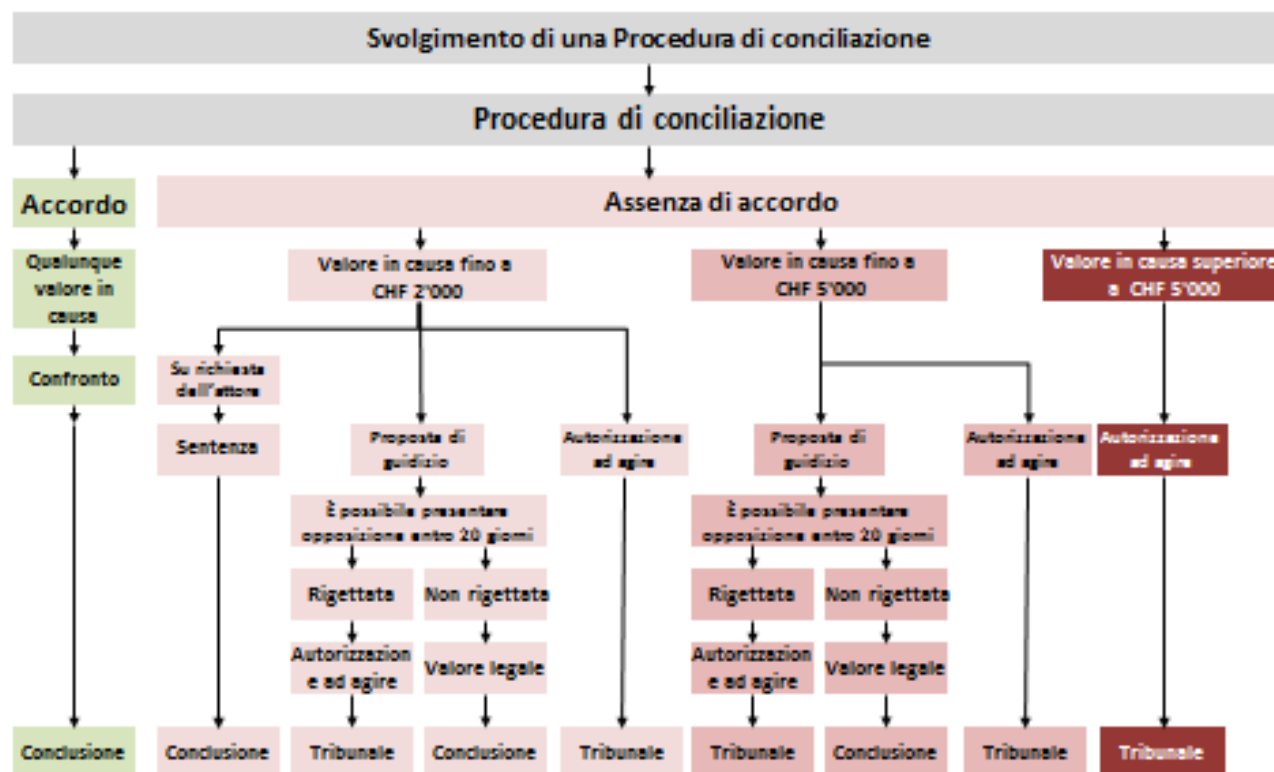 Svolgimento di una Procedura di conciliazione
Procedura di conciliazione
Accordo
Assenza di accordo
Qualunque
valore in
causa
Valore in causa fino a
CHF 2'000
Valore in causa fino a
CHF 5'000
Valore in causa superiore
a CHF 5'000
Confronto
Su richiesta
dell'attore
Sentenza
Proposta di
guidizio
Autorizzazione
ad agire
Proposta di
guidizio
Autorizzazione
ad agire
Autorizzazione
ad agire
È possibile presentare
opposizione entro 20 giorni
È possibile presentare
opposizione entro 20 giorni
Rigettata
Non rigettata
Rigettata
Non rigettata
Autorizzazion
e ad agire
Valore legale
Autorizzazion
e ad agire
Valore legale
Conclusione
Conclusione
Tribunale
Conclusione
Tribunale
Tribunale
Conclusione
Tribunale
Tribunale